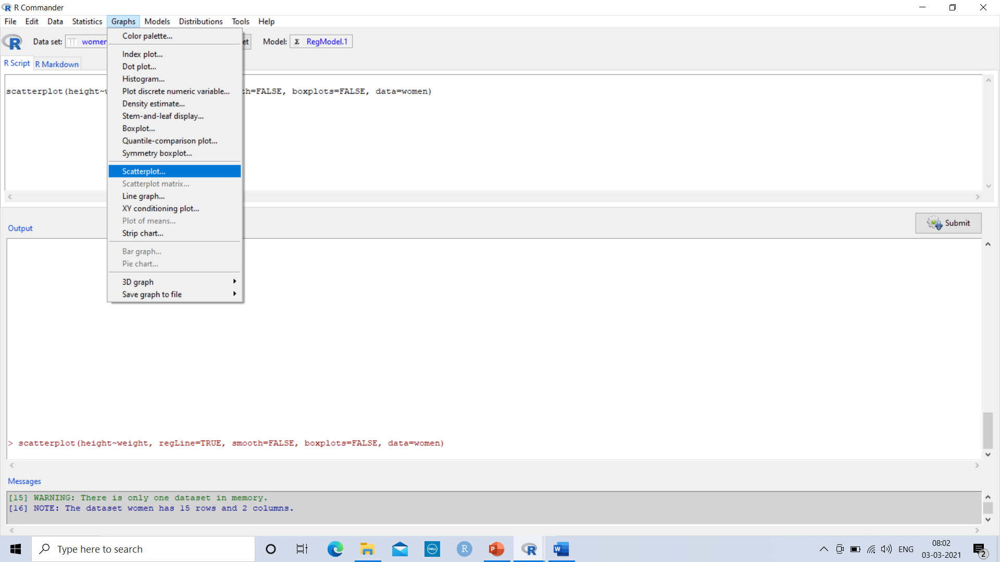 R Commander
File Edit Data Statistics Graphs Models Distributions Tools Help
Data set: women et Model: Σ RegModel.1
R Script R Markdown
scatterplot(height~w h=FALSE, boxplots=FALSE, data=women)
Color palette...
Index plot...
Dot plot...
Histogram...
Plot discrete numeric variable...
Density estimate...
Stem-and-leaf display...
Boxplot...
Quantile-comparison plot...
Symmetry boxplot...
Scatterplot...
Scatterplot matrix...
Line graph...
XY conditioning plot...
Plot of means...
Strip chart...
Bar graph...
Pie chart...
3D graph
Save graph to file
Output
Submit
> scatterplot(height~weight, regLine=TRUE, smooth=FALSE, boxplots=FALSE, data=women)
Messages
[15] WARNING: There is only one dataset in memory.
[16] NOTE: The dataset women has 15 rows and 2 columns.
Type here to search
DELL
R
P
R
W
ENG
08:02
03-03-2021
2